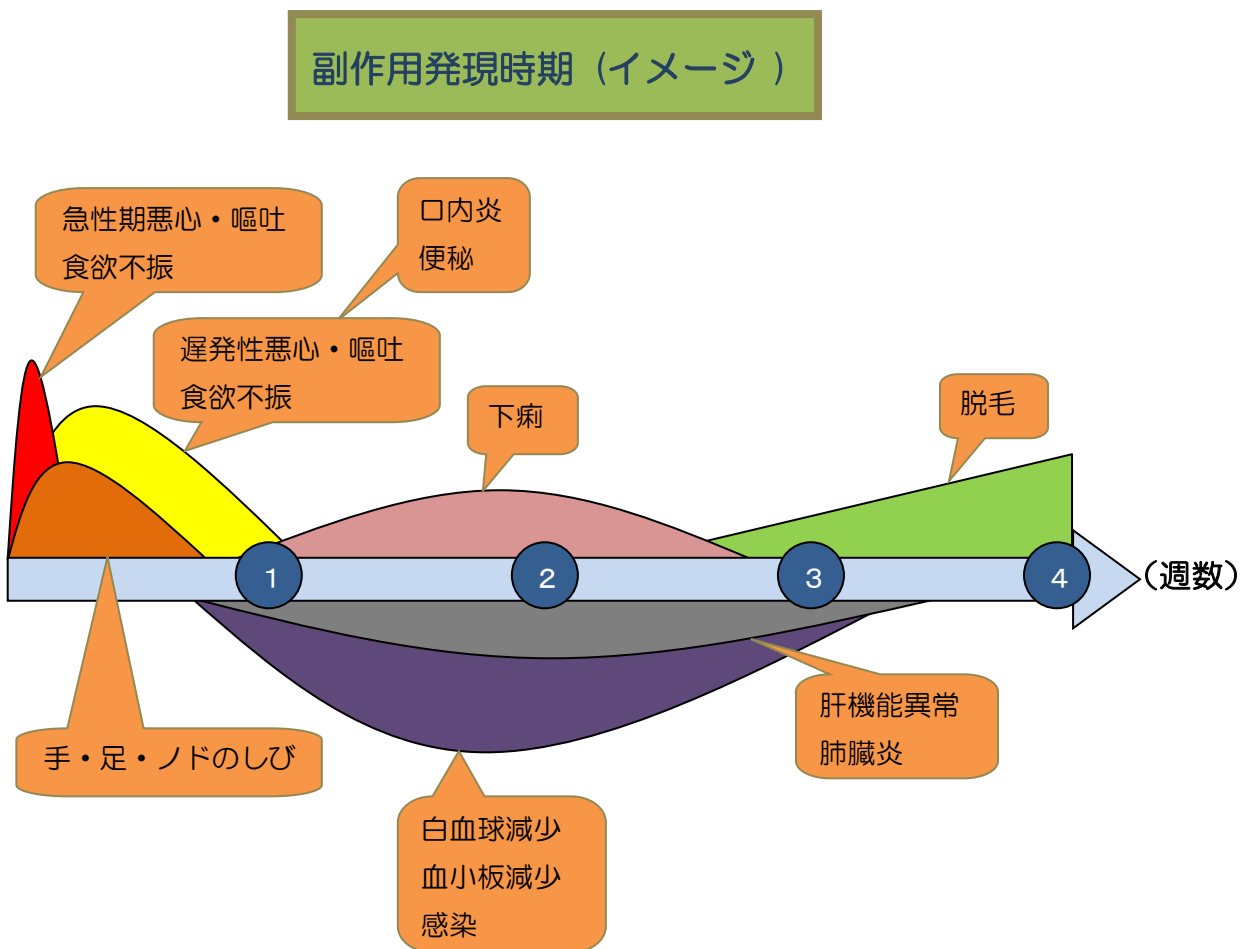 副作用発現時期（イメージ ）
急性期悪心・嘔吐
食欲不振
口内炎
便秘
遅発性悪心・嘔吐
食欲不振
下痢
脱毛
1
2
3
4
（週数）
手・足・ノドのしび
肝機能異常
肺臓炎
白血球減少
血小板減少
感染